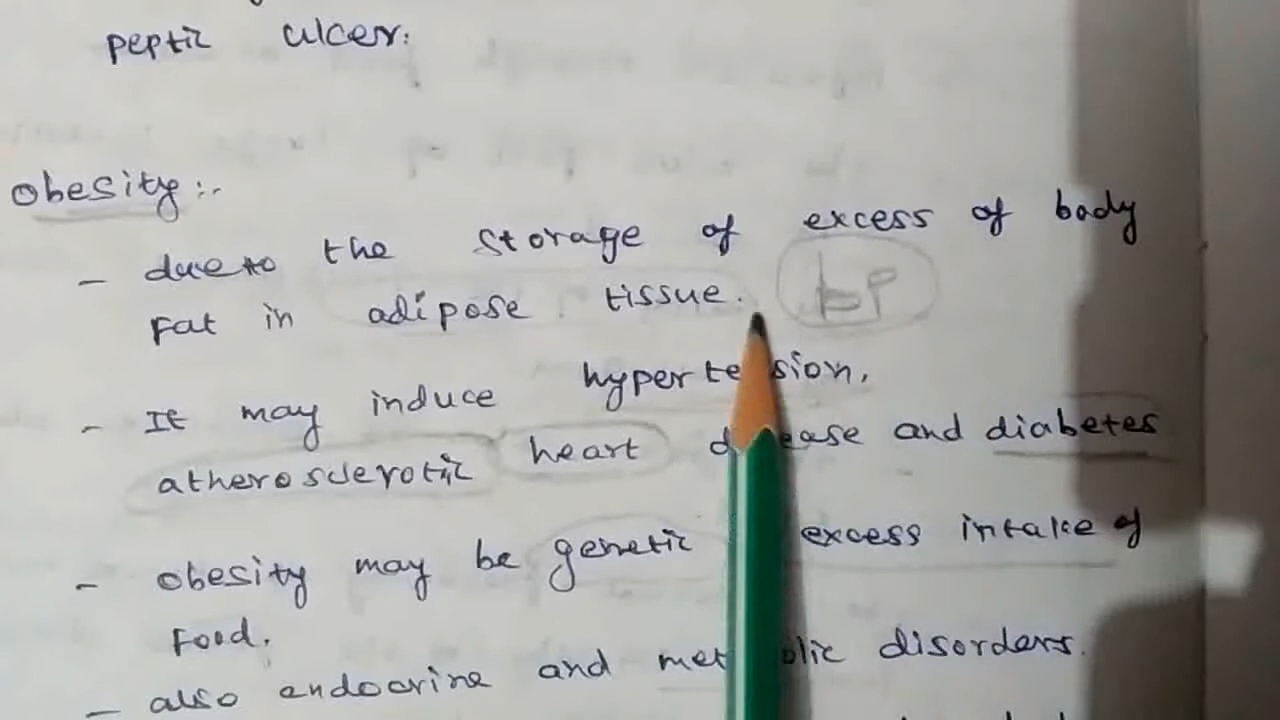 peptic ulcer.
obesity :-
- due to the storage of excess of body
Fat in adipose tissue. bP
- It may induce hypertension,
atherosclerotic heart disease and diabetes
- obesity may be genetic excess intake of
Food.
- also endocrine and metabolic disorders.